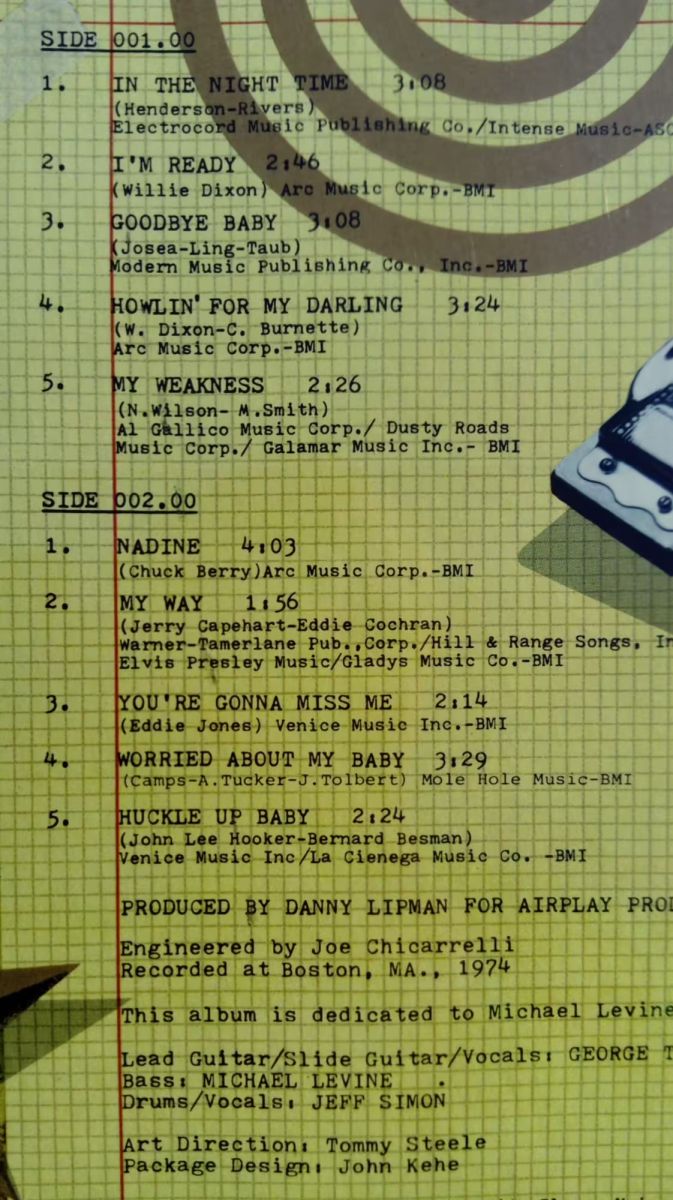 SIDE 001.00
1. IN THE NIGHT TIME 3:08
(Henderson-Rivers)
Electrocord Music Publishing Co./Intense Music-ASC
2. I'M READY 2:46
(Willie Dixon) Arc Music Corp.-BMI
3. GOODBYE BABY 3:08
(Josea-Ling-Taub)
Modern Music Publishing Co., Inc.-BMI
4. HOWLIN' FOR MY DARLING 3:24
(W. Dixon-C. Burnette)
Arc Music Corp.-BMI
5. MY WEAKNESS 2:26
(N.Wilson- M.Smith)
Al Gallico Music Corp./ Dusty Roads
Music Corp./ Galamar Music Inc.- BMI
SIDE 002.00
1. NADINE 4:03
(Chuck Berry)Arc Music Corp.-BMI
2. MY WAY 1:56
(Jerry Capehart-Eddie Cochran)
Warner-Tamerlane Pub.,Corp./Hill & Range Songs, In
Elvis Presley Music/Gladys Music Co.-BMI
3. YOU'RE GONNA MISS ME 2:14
(Eddie Jones) Venice Music Inc.-BMI
4. WORRIED ABOUT MY BABY 3:29
(Camps-A.Tucker-J.Tolbert) Mole Hole Music-BMI
5. HUCKLE UP BABY 2:24
(John Lee Hooker-Bernard Besman)
Venice Music Inc/La Cienega Music Co. -BMI
PRODUCED BY DANNY LIPMAN FOR AIRPLAY PROD
Engineered by Joe Chicarrelli
Recorded at Boston, MA., 1974
This album is dedicated to Michael Levine
Lead Guitar/Slide Guitar/Vocals: GEORGE T
Bass: MICHAEL LEVINE
Drums/Vocals: JEFF SIMON
Art Direction: Tommy Steele
Package Design: John Kehe